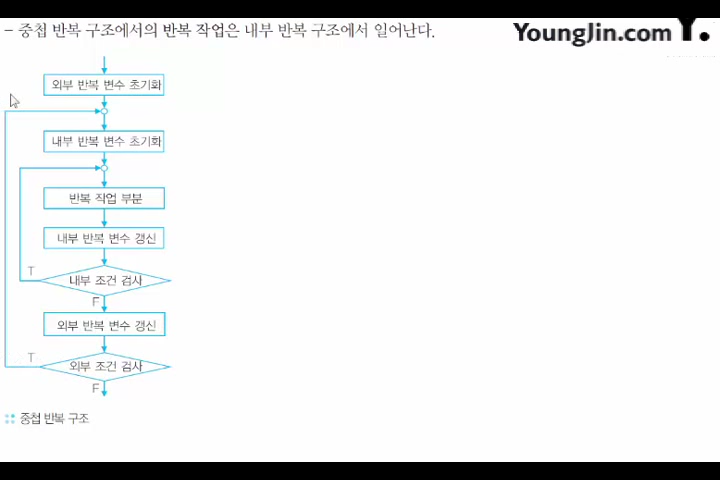 – 중첩 반복 구조에서의 반복 작업은 내부 반복 구조에서 일어난다.
YoungJin.com Y.
외부 반복 변수 초기화
내부 반복 변수 초기화
반복 작업 부분
내부 반복 변수 갱신
T
내부 조건 검사
F
외부 반복 변수 갱신
T
외부 조건 검사
F
중첩 반복 구조